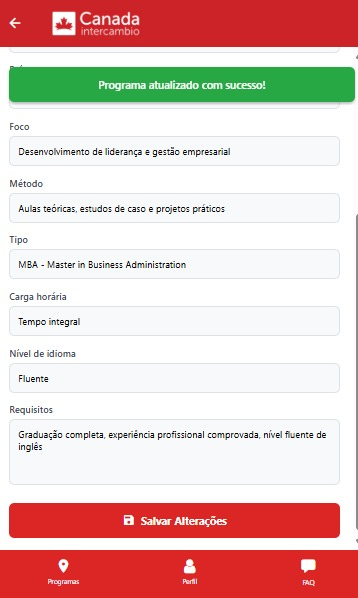 Canada
intercambio
Programa atualizado com sucesso!
Foco
Desenvolvimento de liderança e gestão empresarial
Método
Aulas teóricas, estudos de caso e projetos práticos
Tipo
MBA - Master in Business Administration
Carga horária
Tempo integral
Nível de idioma
Fluente
Requisitos
Graduação completa, experiência profissional comprovada, nível fluente de
inglês
Salvar Alterações
Programas
Perfil
FAQ